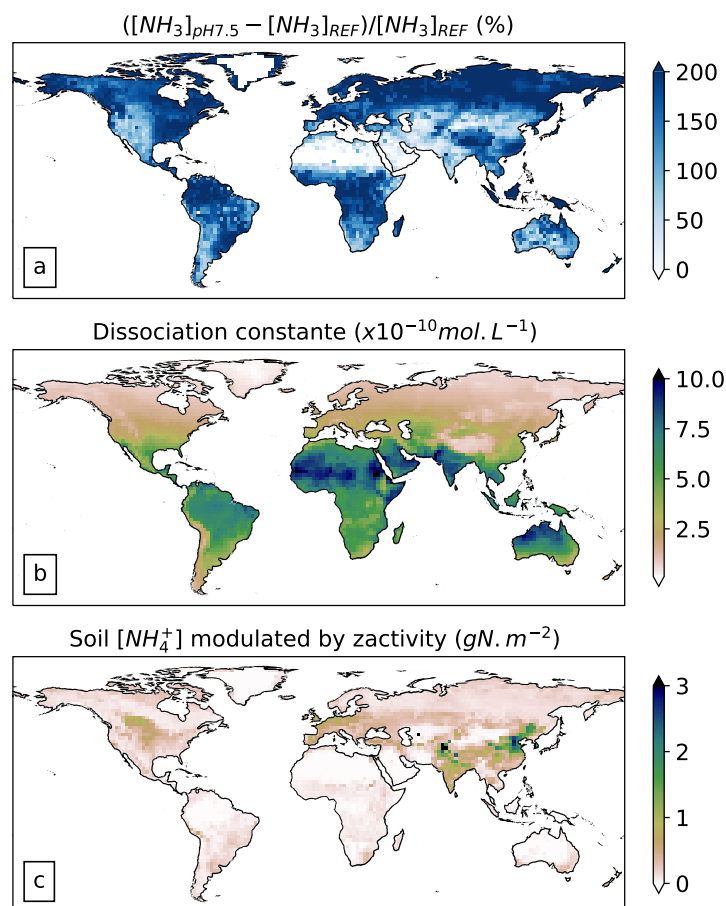 ([NH₃]pH7.5 − [NH₃]REF)/[NH₃]REF (%)
200
150
100
50
0
a
Dissociation constante (x10⁻¹⁰mol.L⁻¹)
10.0
7.5
5.0
2.5
b
Soil [NH₄⁺] modulated by zactivity (gN.m⁻²)
3
2
1
0
c